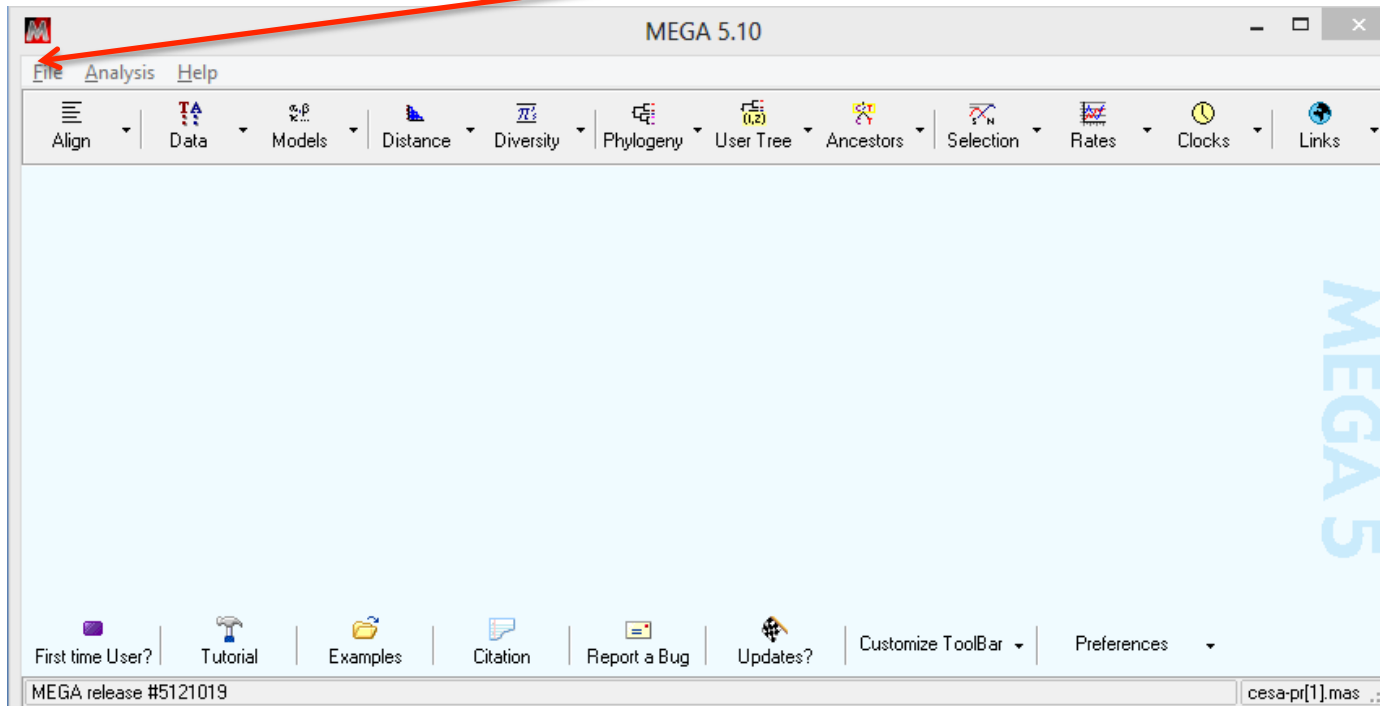 MEGA 5.10
File Analysis Help
Align Data Models Distance Diversity Phylogeny User Tree Ancestors Selection Rates Clocks Links
MEGA 5
First time User? Tutorial Examples Citation Report a Bug Updates? Customize ToolBar Preferences
MEGA release #5121019 cesa-pr[1].mas